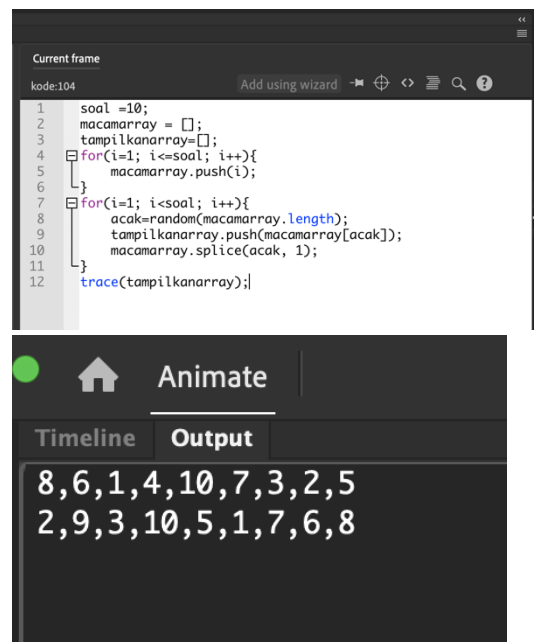 Current frame
kode:104
Add using wizard
1 soal =10;
2 macamarray = [];
3 tampilkanarray=[];
4 for(i=1; i<=soal; i++){
5 macamarray.push(i);
6 }
7 for(i=1; i<soal; i++){
8 acak=random(macamarray.length);
9 tampilkanarray.push(macamarray[acak]);
10 macamarray.splice(acak, 1);
11 }
12 trace(tampilkanarray);
Animate
Timeline Output
8,6,1,4,10,7,3,2,5
2,9,3,10,5,1,7,6,8